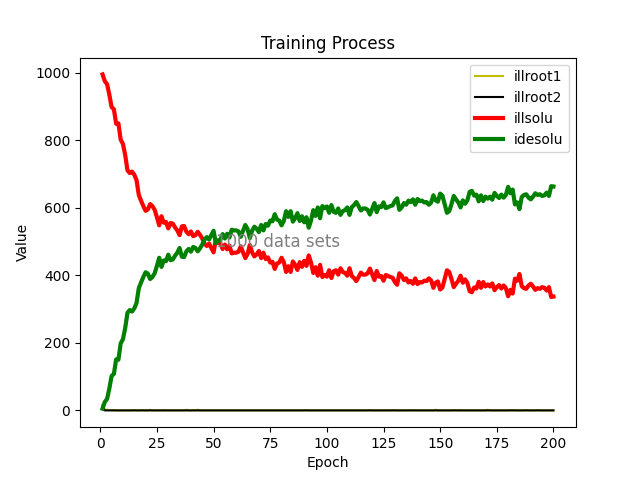 Training Process
1000
800
600
400
200
0
Value
illroot1
illroot2
illsolu
idesolu
1000 data sets
0 25 50 75 100 125 150 175 200
Epoch